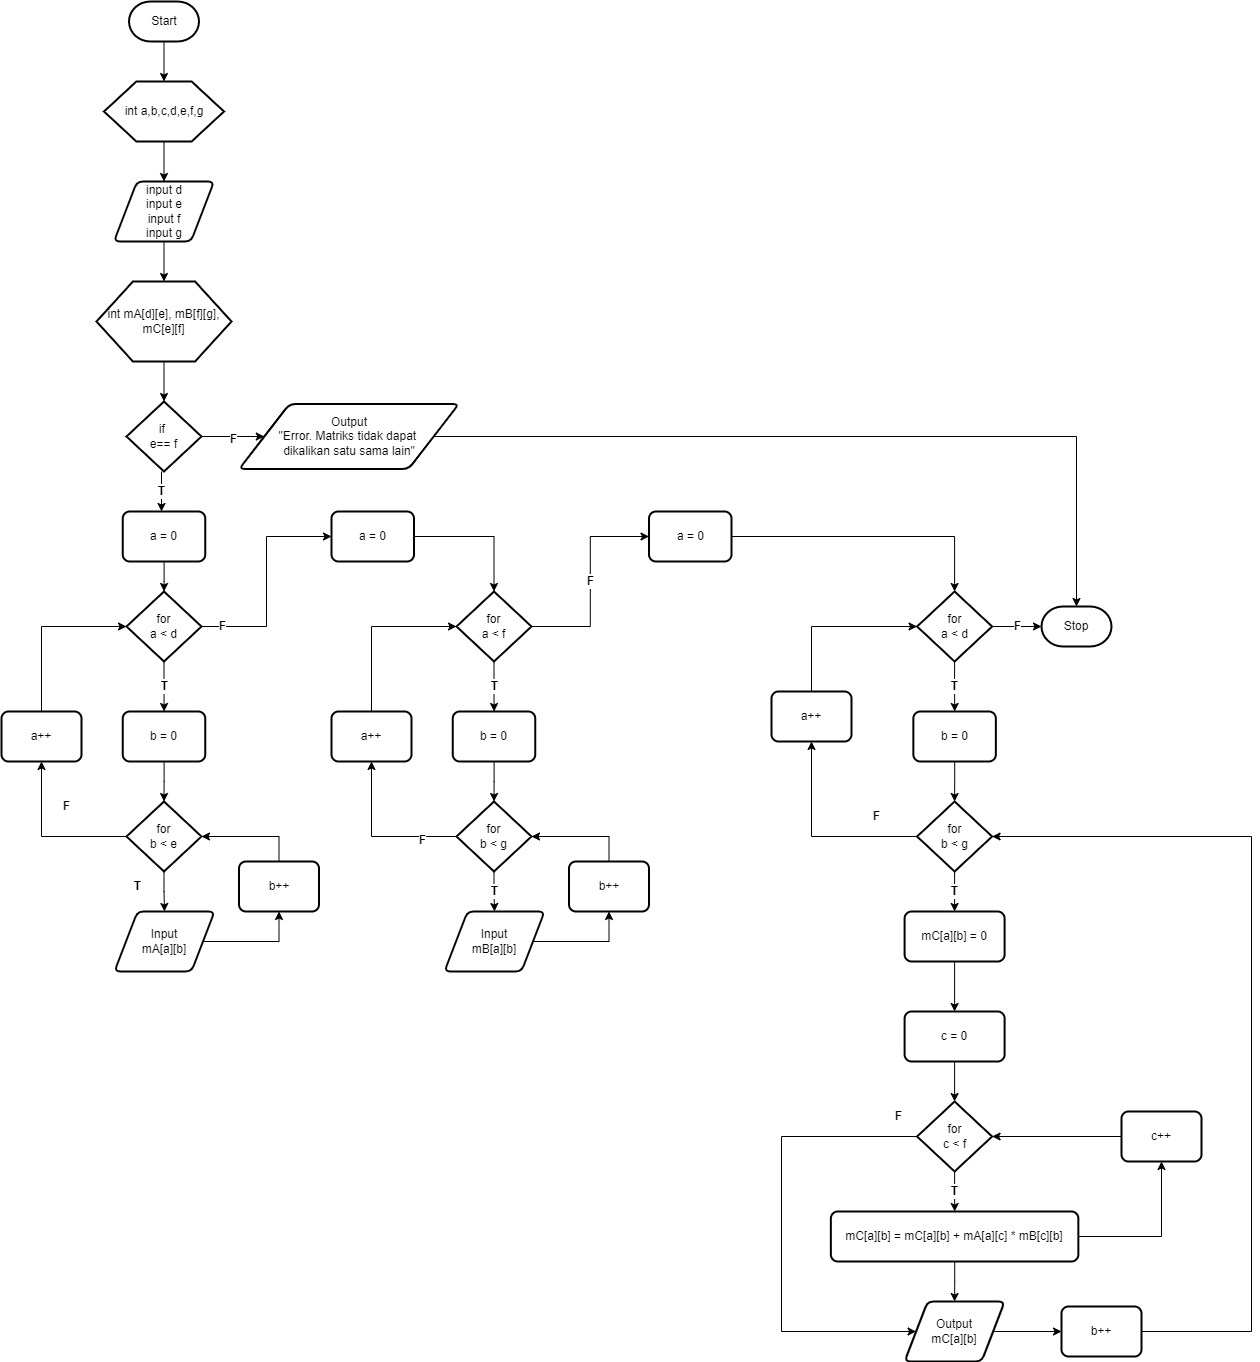 Start
int a,b,c,d,e,f,g
input d
input e
input f
input g
int mA[d][e], mB[f][g],
mC[e][f]
if
e== f
F
Output
"Error. Matriks tidak dapat
dikalikan satu sama lain"
T
a = 0
a = 0
a = 0
for
a < d
F
for
a < f
F
for
a < d
F
Stop
T
T
T
a++
b = 0
a++
b = 0
a++
b = 0
F
for
b < e
F
for
b < g
F
for
b < g
T
b++
T
b++
T
Input
mA[a][b]
Input
mB[a][b]
mC[a][b] = 0
c = 0
F
for
c < f
c++
T
mC[a][b] = mC[a][b] + mA[a][c] * mB[c][b]
Output
mC[a][b]
b++